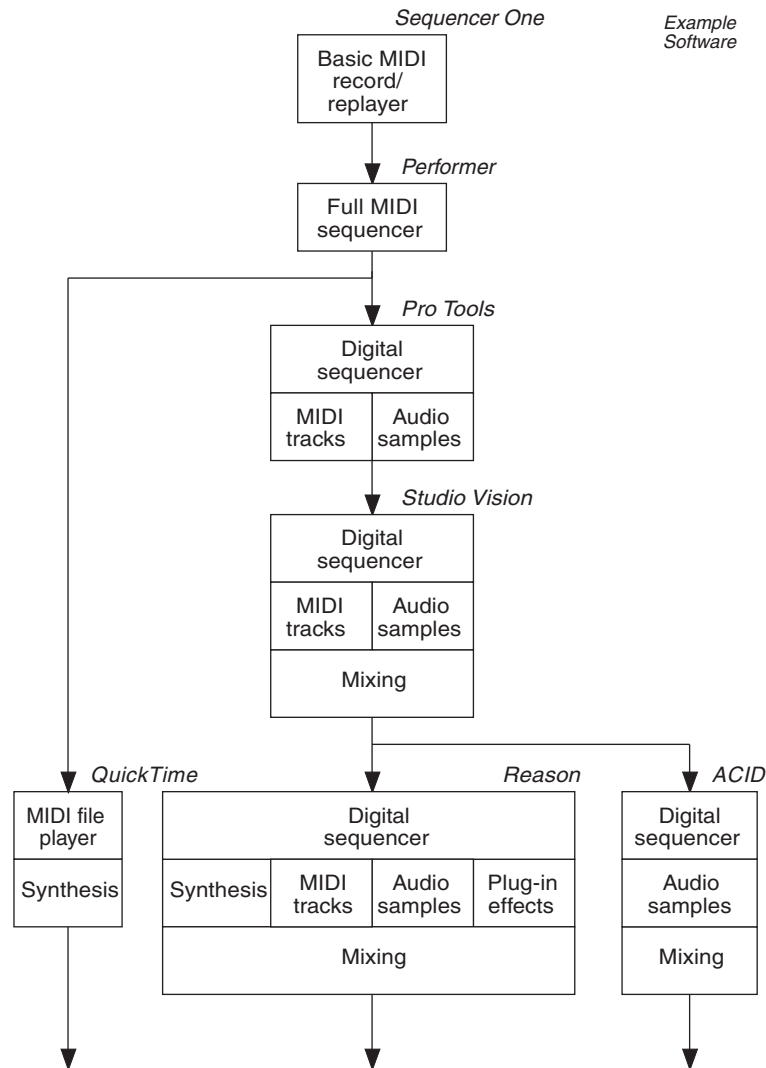 Sequencer One
Example
Software
Basic MIDI
record/
replayer
Performer
Full MIDI
sequencer
Pro Tools
Digital
sequencer
MIDI
tracks
Audio
samples
Studio Vision
Digital
sequencer
MIDI
tracks
Audio
samples
Mixing
QuickTime
MIDI file
player
Synthesis
Reason
Digital
sequencer
Synthesis
MIDI
tracks
Audio
samples
Plug-in
effects
Mixing
ACID
Digital
sequencer
Audio
samples
Mixing